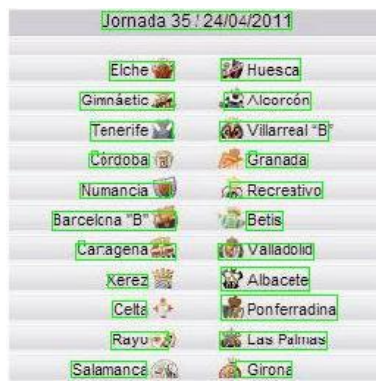 Jornada 35 / 24/04/2011
Elche Huesca
Gimnástic Alcorcón
Tenerife Villarreal "B"
Córdoba Granada
Numancia Recreativo
Barcelona "B" Betis
Cartagena Valladolid
Xerez Albacete
Celta Ponferradina
Rayo Las Palmas
Salamanca Girona